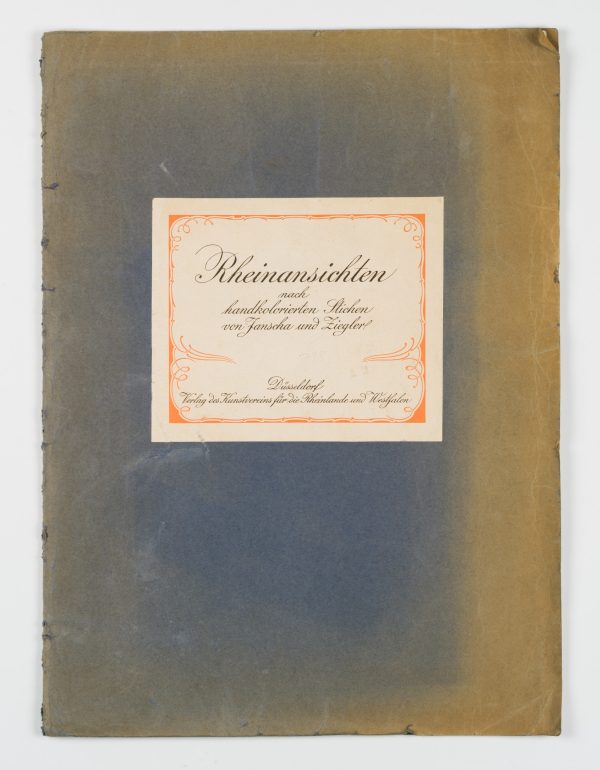 Rheinansichten
nach
handkolorierten Stichen
von Janscha und Ziegler
Düsseldorf
Verlag des Kunstvereins für die Rheinlande und Westfalen